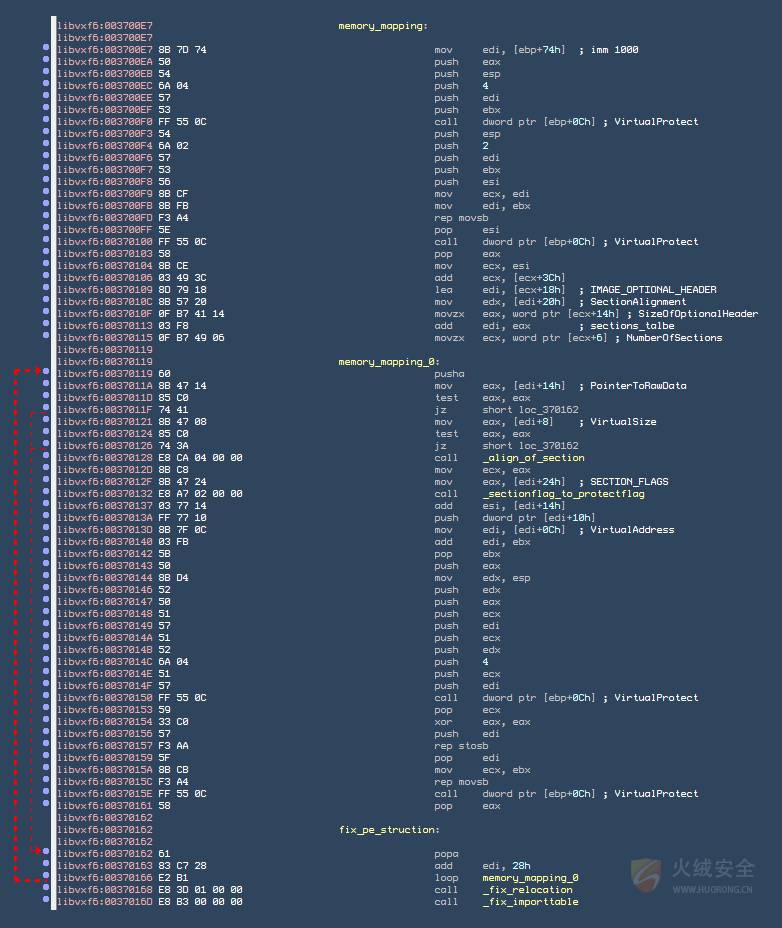 libvxf6:003700E7 memory_mapping:
libvxf6:003700E7
libvxf6:003700E7 8B 7D 74 mov edi, [ebp+74h] ; imm 1000
libvxf6:003700EA 50 push eax
libvxf6:003700EB 54 push esp
libvxf6:003700EC 6A 04 push 4
libvxf6:003700EE 57 push edi
libvxf6:003700EF 53 push ebx
libvxf6:003700F0 FF 55 0C call dword ptr [ebp+0Ch] ; VirtualProtect
libvxf6:003700F3 54 push esp
libvxf6:003700F4 6A 02 push 2
libvxf6:003700F6 57 push edi
libvxf6:003700F7 53 push ebx
libvxf6:003700F8 56 push esi
libvxf6:003700F9 8B CF mov ecx, edi
libvxf6:003700FB 8B FB mov edi, ebx
libvxf6:003700FD F3 A4 rep movsb
libvxf6:003700FF 5E pop esi
libvxf6:00370100 FF 55 0C call dword ptr [ebp+0Ch] ; VirtualProtect
libvxf6:00370103 58 pop eax
libvxf6:00370104 8B CE mov ecx, esi
libvxf6:00370106 03 49 3C add ecx, [ecx+3Ch]
libvxf6:00370109 8D 79 18 lea edi, [ecx+18h] ; IMAGE_OPTIONAL_HEADER
libvxf6:0037010C 8B 57 20 mov edx, [edi+20h] ; SectionAlignment
libvxf6:0037010F 0F B7 41 14 movzx eax, word ptr [ecx+14h] ; SizeOfOptionalHeader
libvxf6:00370113 03 F8 add edi, eax ; sections_talbe
libvxf6:00370115 0F B7 49 06 movzx ecx, word ptr [ecx+6] ; NumberOfSections
libvxf6:00370119
libvxf6:00370119 memory_mapping_0:
libvxf6:00370119 60 pusha
libvxf6:0037011A 8B 47 14 mov eax, [edi+14h] ; PointerToRawData
libvxf6:0037011D 85 C0 test eax, eax
libvxf6:0037011F 74 41 jz short loc_370162
libvxf6:00370121 8B 47 08 mov eax, [edi+8] ; VirtualSize
libvxf6:00370124 85 C0 test eax, eax
libvxf6:00370126 74 3A jz short loc_370162
libvxf6:00370128 E8 CA 04 00 00 call _align_of_section
libvxf6:0037012D 8B C8 mov ecx, eax
libvxf6:0037012F 8B 47 24 mov eax, [edi+24h] ; SECTION_FLAGS
libvxf6:00370132 E8 A7 02 00 00 call _sectionflag_to_protectflag
libvxf6:00370137 03 77 14 add esi, [edi+14h]
libvxf6:0037013A FF 77 10 push dword ptr [edi+10h]
libvxf6:0037013D 8B 7F 0C mov edi, [edi+0Ch] ; VirtualAddress
libvxf6:00370140 03 FB add edi, ebx
libvxf6:00370142 5B pop ebx
libvxf6:00370143 50 push eax
libvxf6:00370144 8B D4 mov edx, esp
libvxf6:00370146 52 push edx
libvxf6:00370147 50 push eax
libvxf6:00370148 51 push ecx
libvxf6:00370149 57 push edi
libvxf6:0037014A 51 push ecx
libvxf6:0037014B 52 push edx
libvxf6:0037014C 6A 04 push 4
libvxf6:0037014E 51 push ecx
libvxf6:0037014F 57 push edi
libvxf6:00370150 FF 55 0C call dword ptr [ebp+0Ch] ; VirtualProtect
libvxf6:00370153 59 pop ecx
libvxf6:00370154 33 C0 xor eax, eax
libvxf6:00370156 57 push edi
libvxf6:00370157 F3 AA rep stosb
libvxf6:00370159 5F pop edi
libvxf6:0037015A 8B CB mov ecx, ebx
libvxf6:0037015C F3 A4 rep movsb
libvxf6:0037015E FF 55 0C call dword ptr [ebp+0Ch] ; VirtualProtect
libvxf6:00370161 58 pop eax
libvxf6:00370162
libvxf6:00370162 fix_pe_struction:
libvxf6:00370162
libvxf6:00370162 61 popa
libvxf6:00370163 83 C7 28 add edi, 28h
libvxf6:00370166 E2 B1 loop memory_mapping_0
libvxf6:00370168 E8 3D 01 00 00 call _fix_relocation
libvxf6:0037016D E8 B3 00 00 00 call _fix_importtable
火绒安全
WWW.HUORONG.CN